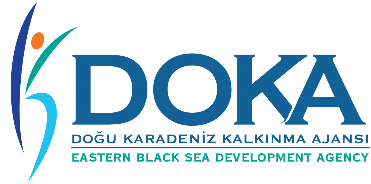 DOKA
DOĞU KARADENİZ KALKINMA AJANSI
EASTERN BLACK SEA DEVELOPMENT AGENCY